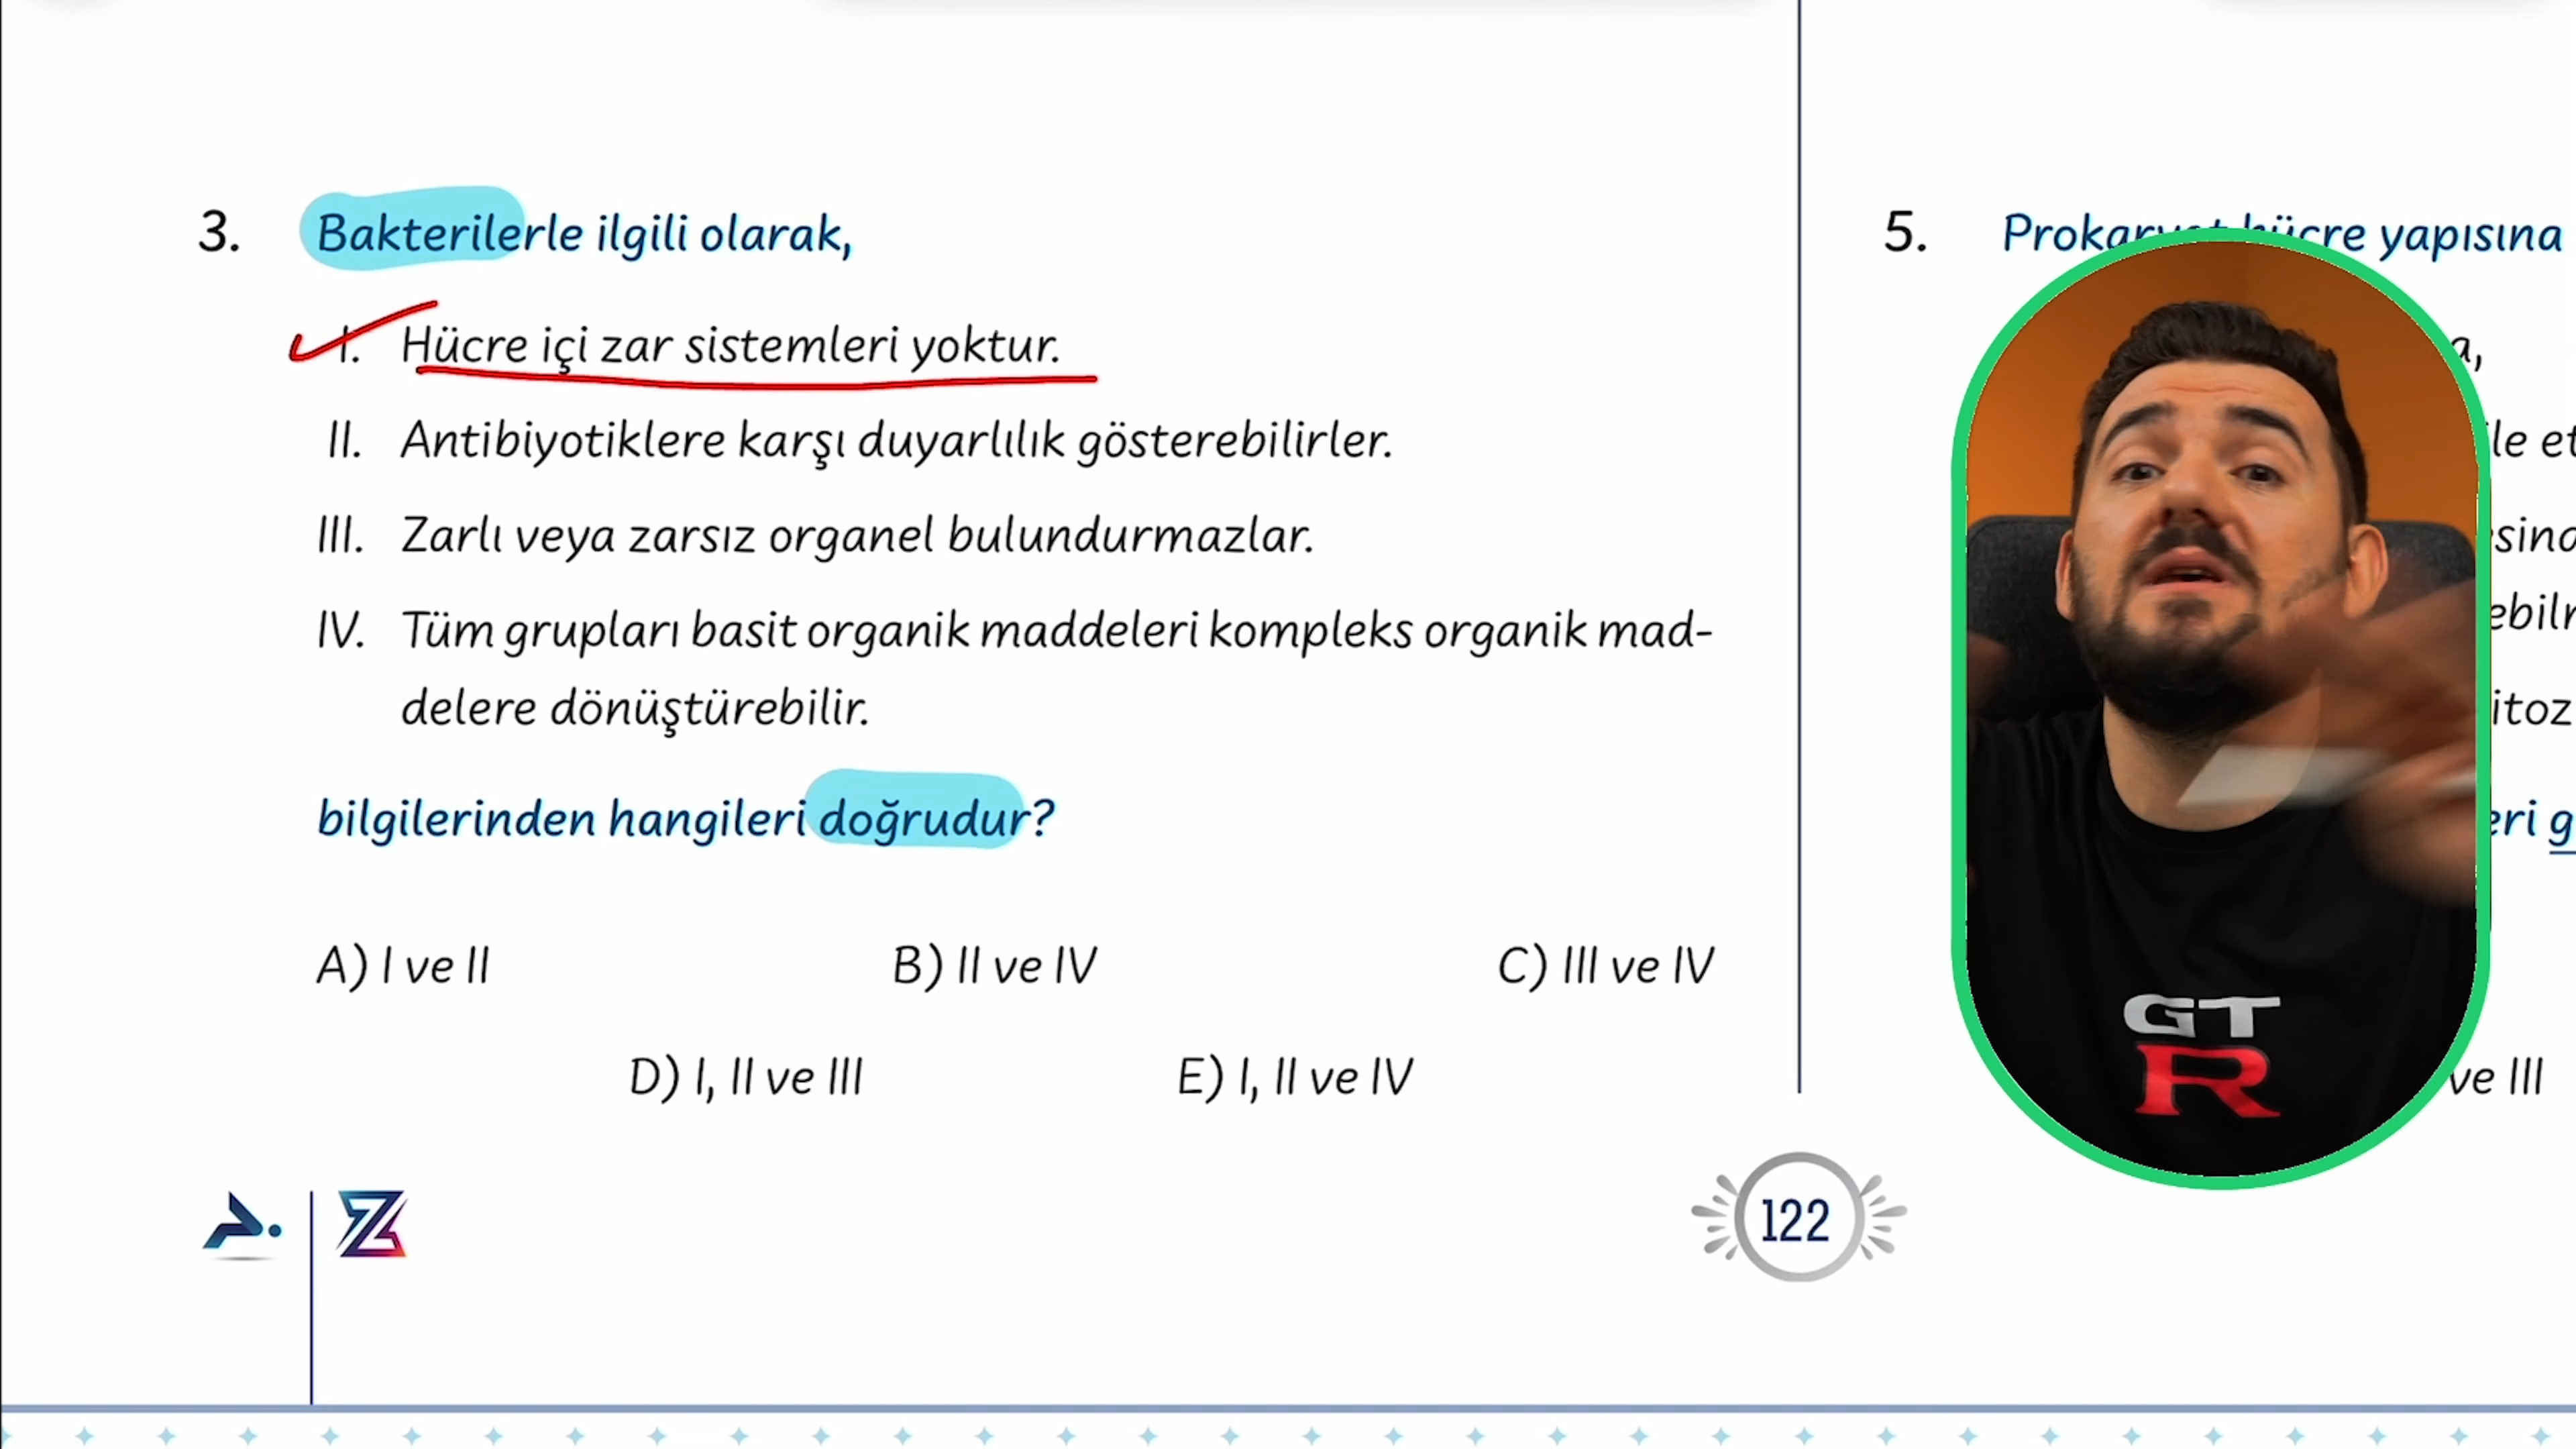 3. Bakterilerle ilgili olarak,
I. Hücre içi zar sistemleri yoktur.
II. Antibiyotiklere karşı duyarlılık gösterebilirler.
III. Zarlı veya zarsız organel bulundurmazlar.
IV. Tüm grupları basit organik maddeleri kompleks organik mad-
delere dönüştürebilir.
bilgilerinden hangileri doğrudur?
A) I ve II B) II ve IV C) III ve IV
D) I, II ve III E) I, II ve IV
122
5. Prokaryot hücre yapısına
a,
ile et
sina
ebilm
itoz
eri g
ve III
GT
R